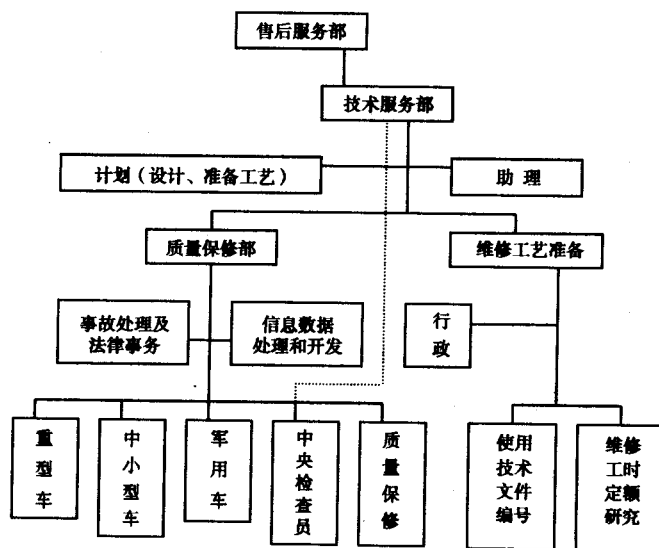 售后服务部
技术服务部
计划（设计、准备工艺）
助 理
质量保修部
维修工艺准备
事故处理及
法律事务
信息数据
处理和开发
行
政
重
型
车
中
小
型
车
军
用
车
中
央
检
查
员
质
量
保
修
使用
技术
文件
编号
维修
工时
定额
研究